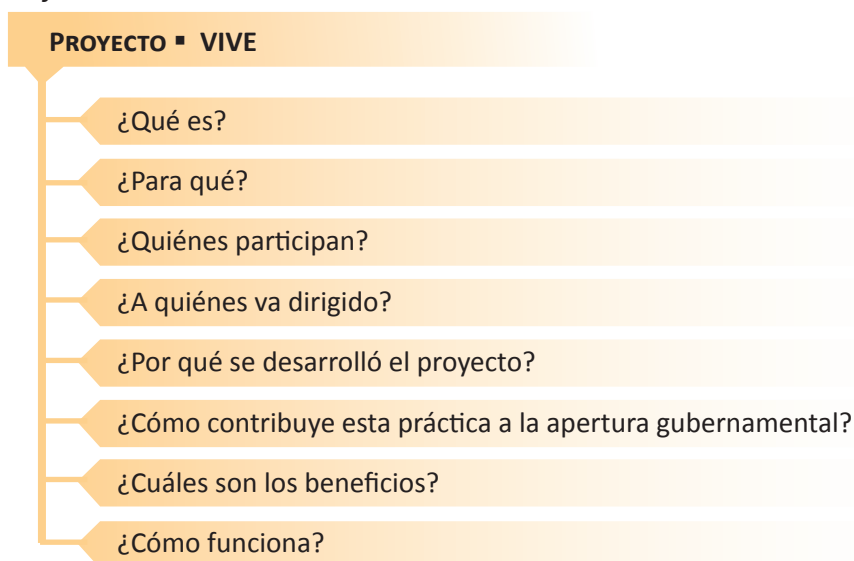 PROYECTO ▪ VIVE
¿Qué es?
¿Para qué?
¿Quiénes participan?
¿A quiénes va dirigido?
¿Por qué se desarrolló el proyecto?
¿Cómo contribuye esta práctica a la apertura gubernamental?
¿Cuáles son los beneficios?
¿Cómo funciona?